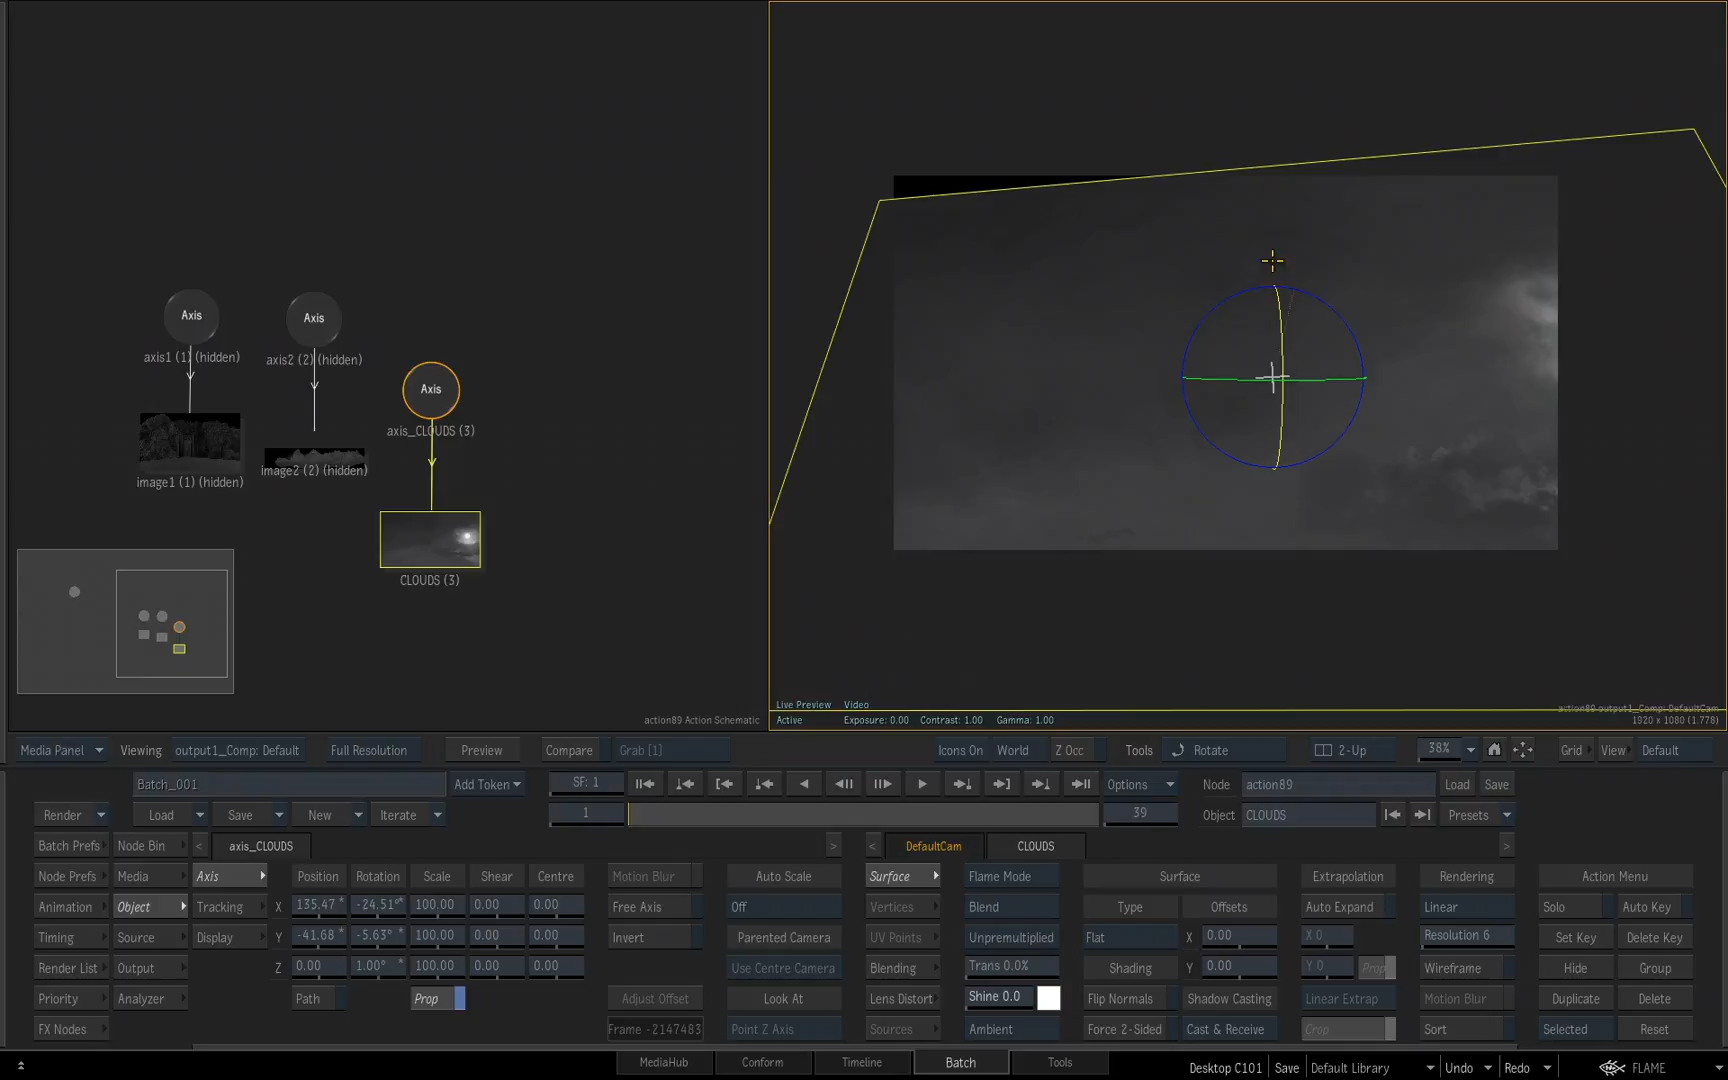 Axis
Axis
axis1 (1) (hidden)
axis2 (2) (hidden)
Axis
axis_CLOUDS (3)
image2 (2) (hidden)
image1 (1) (hidden)
CLOUDS (3)
action89 Action Schematic
Live Preview Video
Active Exposure: 0.00 Contrast: 1.00 Gamma: 1.00
action89 output1_Comp: DefaultCam
1920 x 1080 (1.778)
Media Panel Viewing output1_Comp: Default Full Resolution Preview Compare Grab [1] Icons On World Z Occ Tools Rotate 2-Up 38% Grid View Default
Batch_001 Add Token SF: 1 Options Node action89 Load Save
Render Load Save New Iterate 1 39 Object CLOUDS Presets
Batch Prefs Node Bin < axis_CLOUDS > < DefaultCam CLOUDS >
Node Prefs Media Axis Position Rotation Scale Shear Centre Motion Blur Auto Scale Surface Flame Mode Surface Extrapolation Rendering Action Menu
Animation Object Tracking X 135.47 * -24.51° * 100.00 0.00 0.00 Free Axis Off Vertices Blend Type Offsets Auto Expand Linear Solo Auto Key
Timing Source Display Y -41.68 * -5.63° * 100.00 0.00 0.00 Invert Parented Camera UV Points Unpremultiplied Flat X 0.00 X 0 Resolution 6 Set Key Delete Key
Render List Output Z 0.00 1.00° * 100.00 0.00 0.00 Use Centre Camera Blending Trans 0.0% Shading Y 0.00 Y 0 Prop Wireframe Hide Group
Priority Analyzer Path Prop Adjust Offset Look At Lens Distort Shine 0.0 Flip Normals Shadow Casting Linear Extrap Motion Blur Duplicate Delete
FX Nodes Frame -2147483 Point Z Axis Sources Ambient Force 2-Sided Cast & Receive Crop Sort Selected Reset
MediaHub Conform Timeline Batch Tools Desktop C101 Save Default Library Undo Redo FLAME